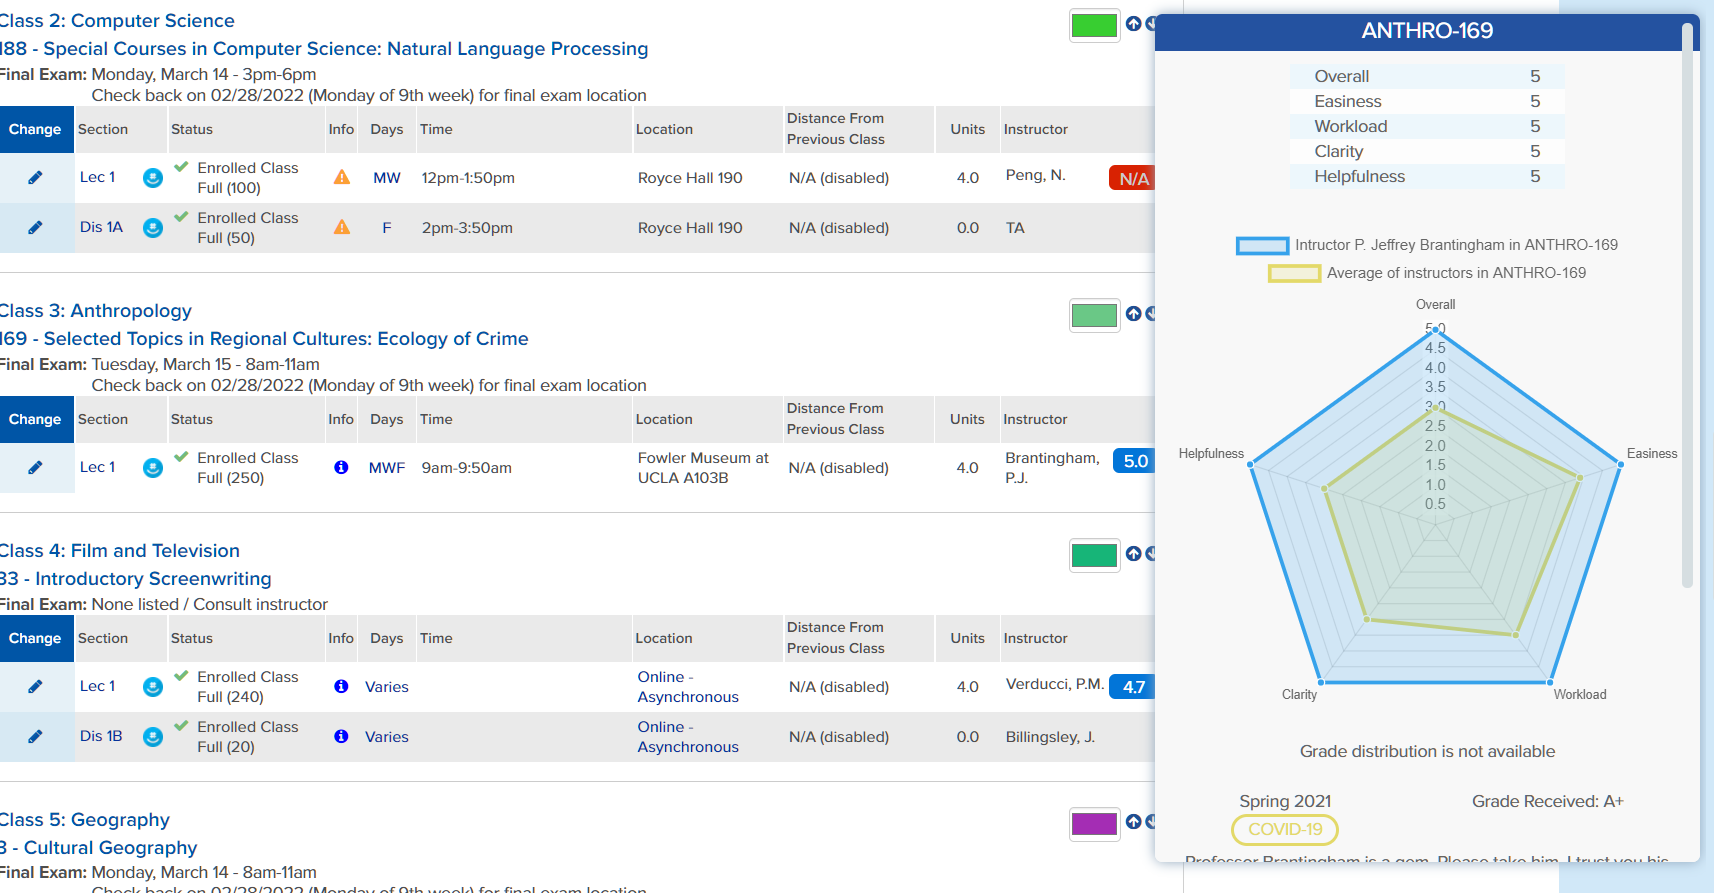 Class 2: Computer Science
188 - Special Courses in Computer Science: Natural Language Processing
Final Exam: Monday, March 14 - 3pm-6pm
Check back on 02/28/2022 (Monday of 9th week) for final exam location
Change Section Status Info Days Time Location Distance From Previous Class Units Instructor
Lec 1 Enrolled Class Full (100) MW 12pm-1:50pm Royce Hall 190 N/A (disabled) 4.0 Peng, N. N/A
Dis 1A Enrolled Class Full (50) F 2pm-3:50pm Royce Hall 190 N/A (disabled) 0.0 TA
Class 3: Anthropology
169 - Selected Topics in Regional Cultures: Ecology of Crime
Final Exam: Tuesday, March 15 - 8am-11am
Check back on 02/28/2022 (Monday of 9th week) for final exam location
Change Section Status Info Days Time Location Distance From Previous Class Units Instructor
Lec 1 Enrolled Class Full (250) MWF 9am-9:50am Fowler Museum at UCLA A103B N/A (disabled) 4.0 Brantingham, P.J. 5.0
Class 4: Film and Television
33 - Introductory Screenwriting
Final Exam: None listed / Consult instructor
Change Section Status Info Days Time Location Distance From Previous Class Units Instructor
Lec 1 Enrolled Class Full (240) Varies Online - Asynchronous N/A (disabled) 4.0 Verducci, P.M. 4.7
Dis 1B Enrolled Class Full (20) Varies Online - Asynchronous N/A (disabled) 0.0 Billingsley, J.
Class 5: Geography
3 - Cultural Geography
Final Exam: Monday, March 14 - 8am-11am
Check back on 02/28/2022 (Monday of 9th week) for final exam location
ANTHRO-169
Overall 5
Easiness 5
Workload 5
Clarity 5
Helpfulness 5
Intructor P. Jeffrey Brantingham in ANTHRO-169
Average of instructors in ANTHRO-169
Overall
5.0
4.5
4.0
3.5
3.0
2.5
2.0
1.5
1.0
0.5
Helpfulness
Easiness
Clarity
Workload
Grade distribution is not available
Spring 2021 Grade Received: A+
COVID-19
Professor Brantingham is a gem. Please take him. I trust you his